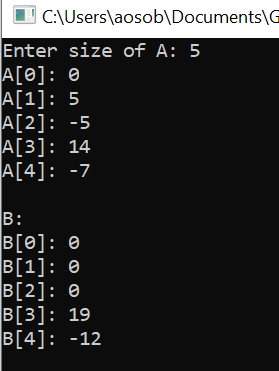 C:\Users\aosob\Documents\G
Enter size of A: 5
A[0]: 0
A[1]: 5
A[2]: -5
A[3]: 14
A[4]: -7
B:
B[0]: 0
B[1]: 0
B[2]: 0
B[3]: 19
B[4]: -12